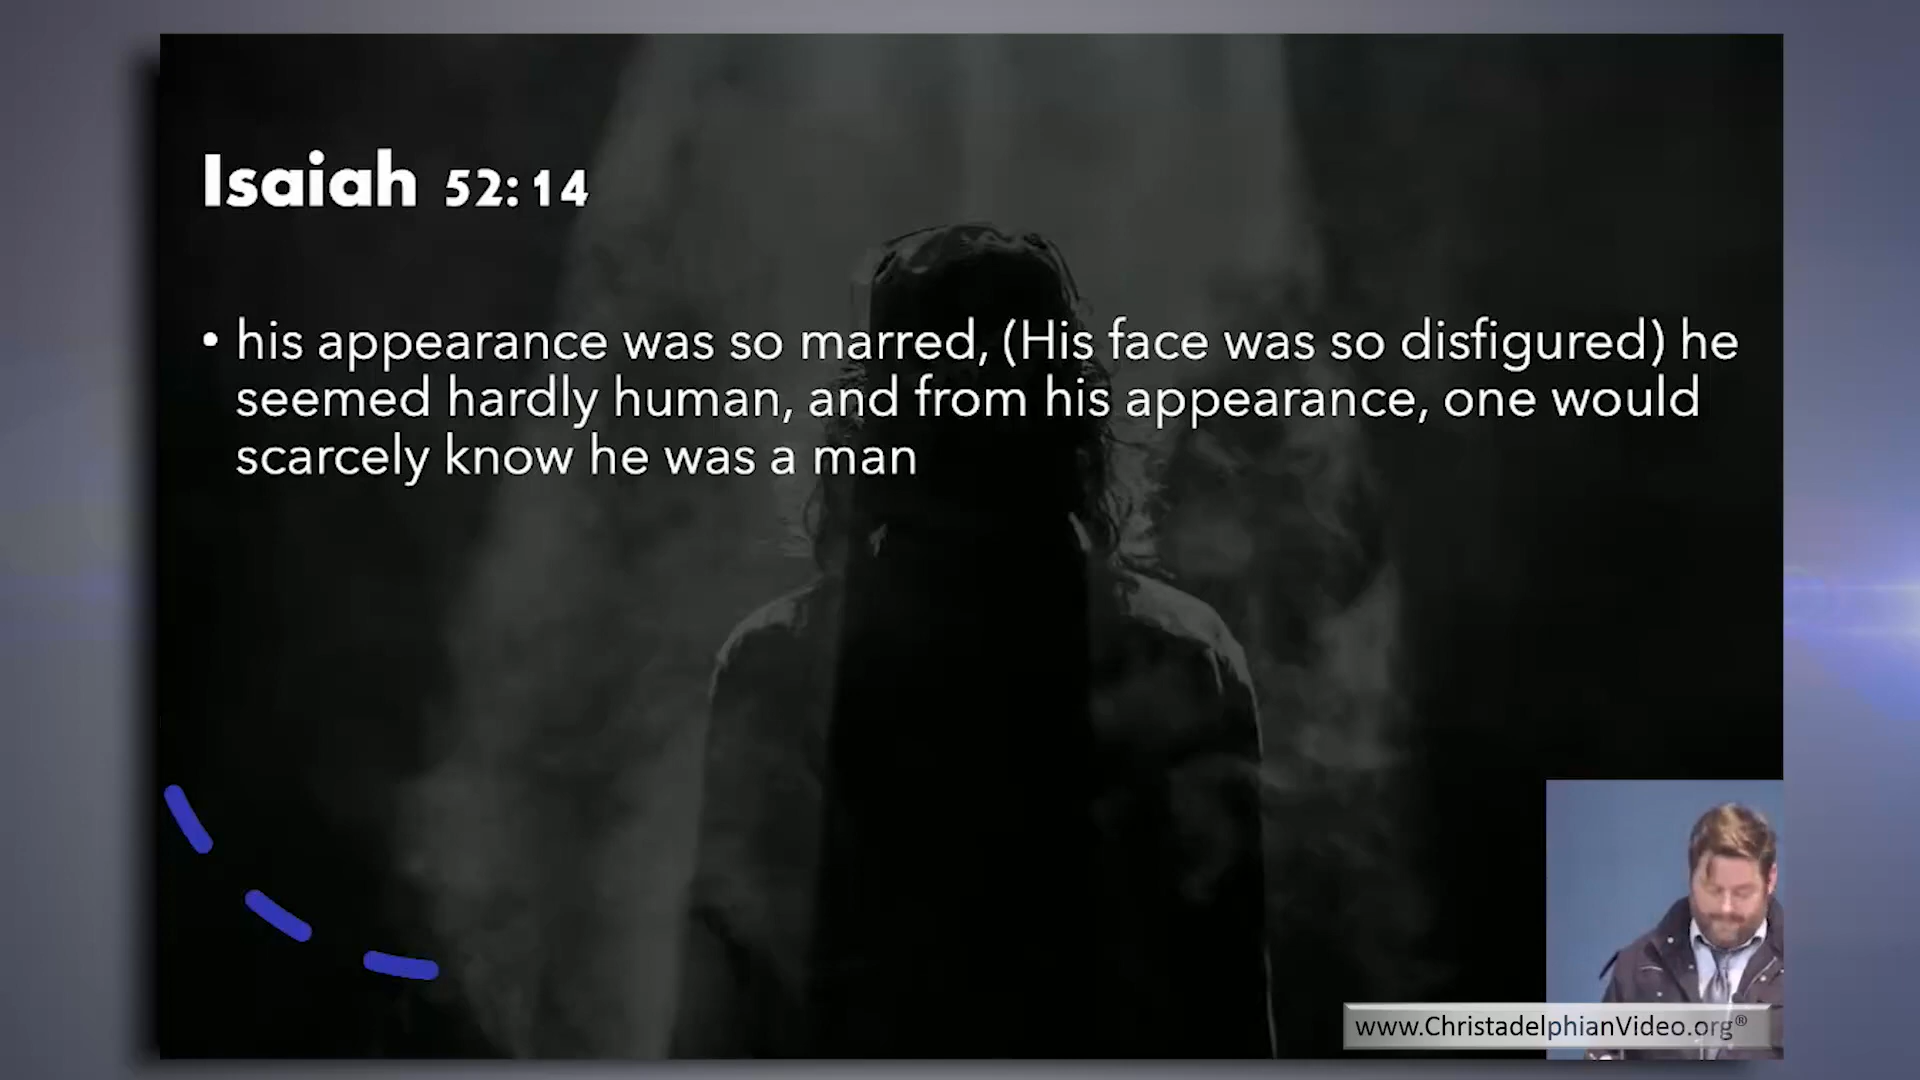 Isaiah 52:14
• his appearance was so marred, (His face was so disfigured) he
seemed hardly human, and from his appearance, one would
scarcely know he was a man
www.ChristadelphianVideo.org®